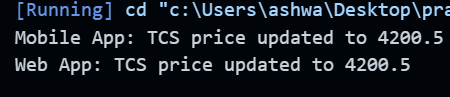 [Running] cd "c:\Users\ashwa\Desktop\pra
Mobile App: TCS price updated to 4200.5
Web App: TCS price updated to 4200.5